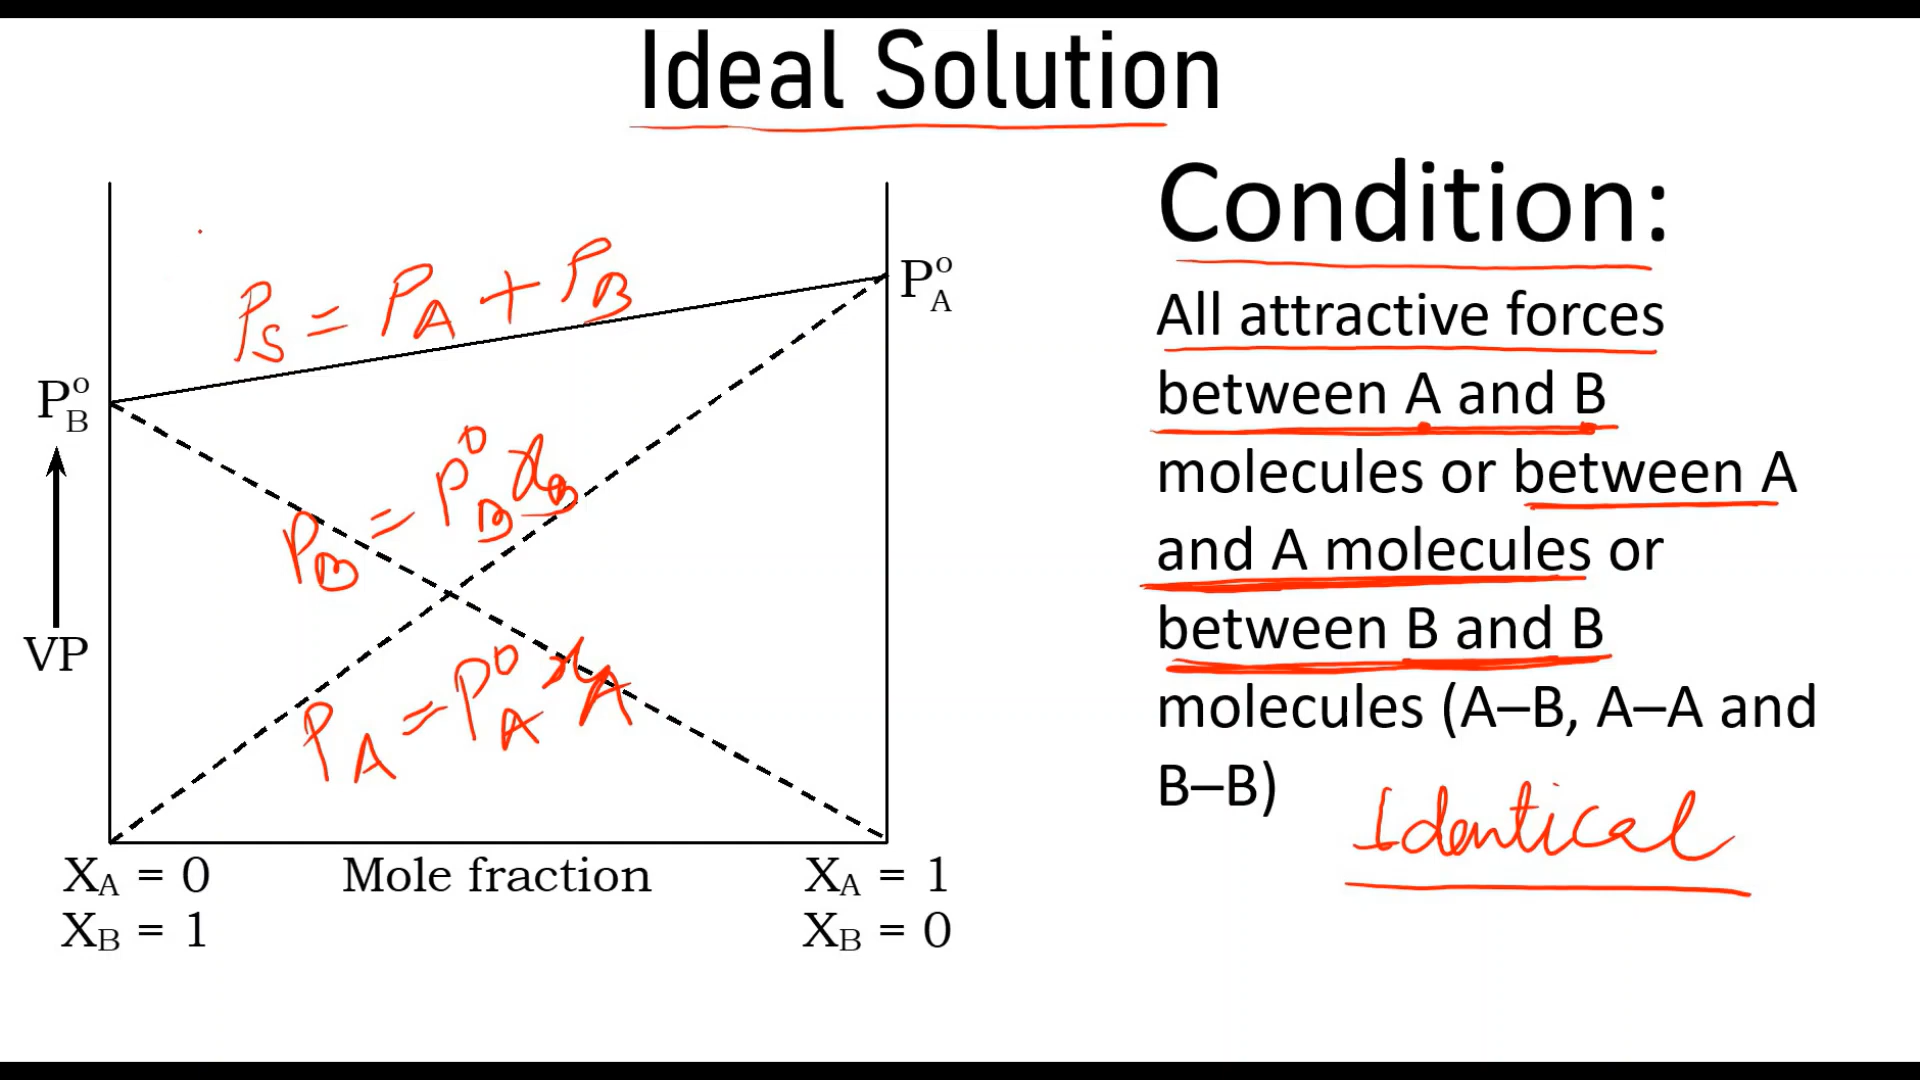 Ideal Solution
Condition:
All attractive forces
between A and B
molecules or between A
and A molecules or
between B and B
molecules (A–B, A–A and
B–B)
Identical
P°A
P°B
VP
PS = PA + PB
PB = P°B xB
PA = P°A xA
XA = 0
XB = 1
Mole fraction
XA = 1
XB = 0